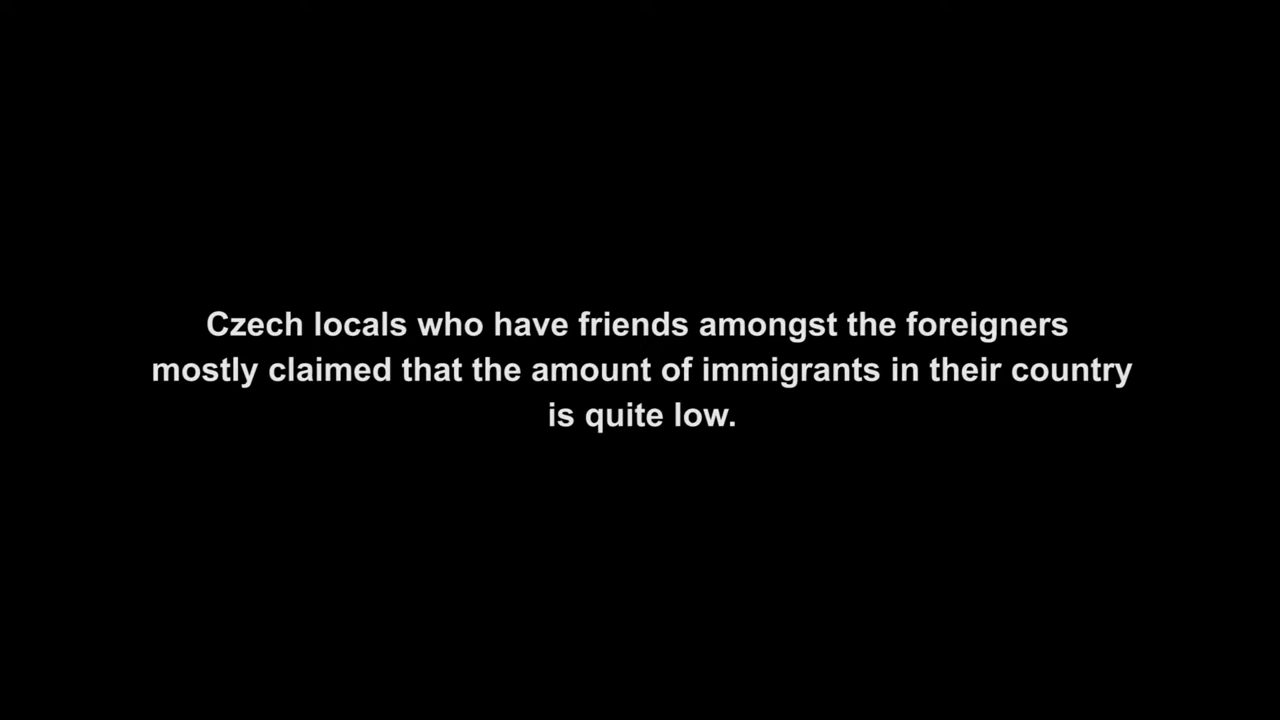 Czech locals who have friends amongst the foreigners
mostly claimed that the amount of immigrants in their country
is quite low.